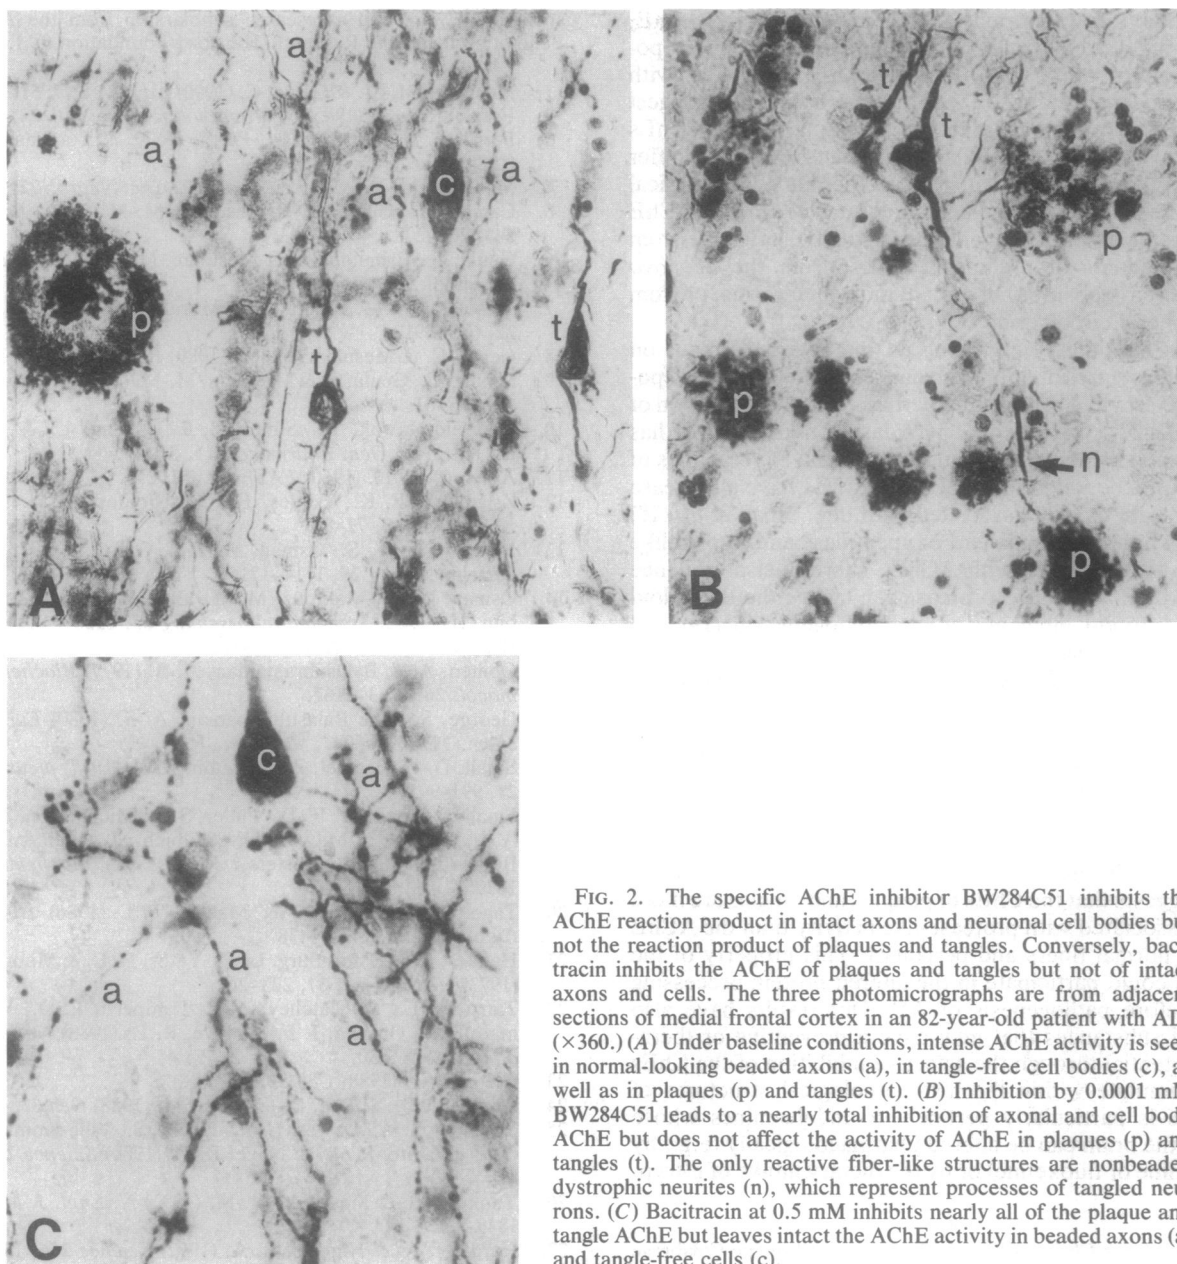 a
a
a
c
a
p
t
t
A
t
t
p
p
n
p
B
c
a
a
a
a
C
FIG. 2. The specific AChE inhibitor BW284C51 inhibits th
AChE reaction product in intact axons and neuronal cell bodies bu
not the reaction product of plaques and tangles. Conversely, bac
tracin inhibits the AChE of plaques and tangles but not of intac
axons and cells. The three photomicrographs are from adjacen
sections of medial frontal cortex in an 82-year-old patient with AD
(×360.) (A) Under baseline conditions, intense AChE activity is see
in normal-looking beaded axons (a), in tangle-free cell bodies (c), a
well as in plaques (p) and tangles (t). (B) Inhibition by 0.0001 mM
BW284C51 leads to a nearly total inhibition of axonal and cell bod
AChE but does not affect the activity of AChE in plaques (p) an
tangles (t). The only reactive fiber-like structures are nonbeade
dystrophic neurites (n), which represent processes of tangled neu
rons. (C) Bacitracin at 0.5 mM inhibits nearly all of the plaque an
tangle AChE but leaves intact the AChE activity in beaded axons (a
and tangle-free cells (c)